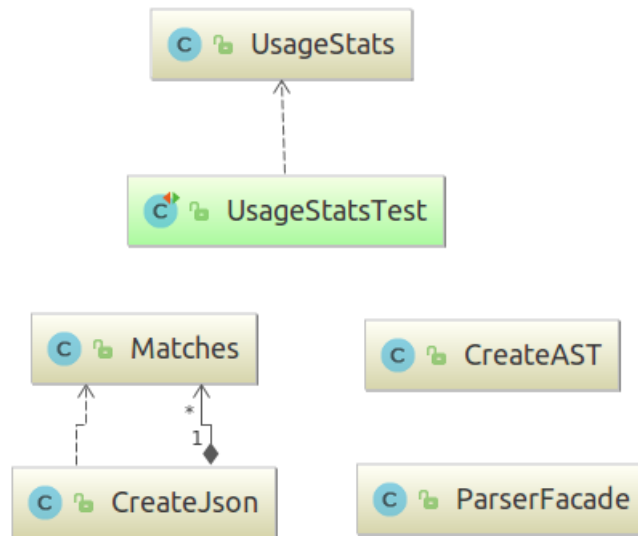 C UsageStats
C UsageStatsTest
C Matches
C CreateAST
*
1
C CreateJson
C ParserFacade